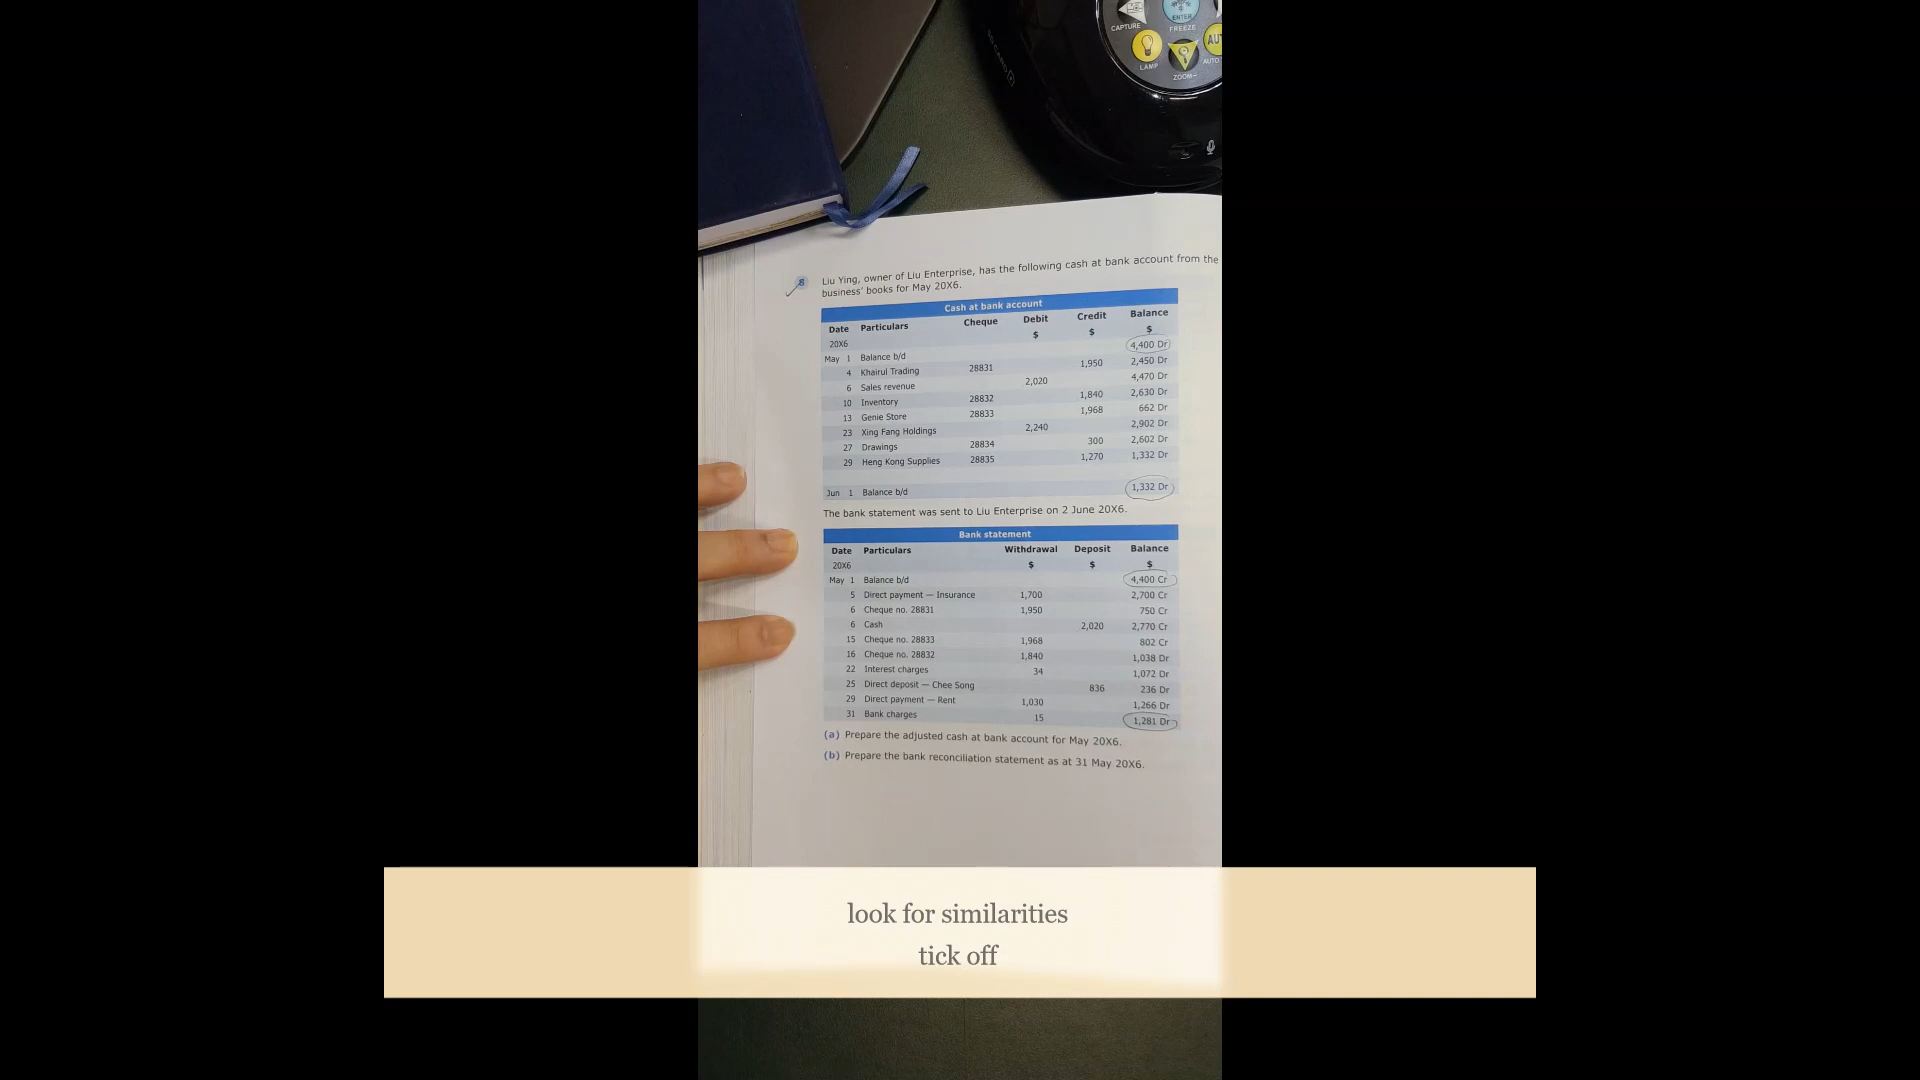 CAPTURE
ENTER
FREEZE
LAMP
ZOOM−
AUTO
SD CARD
8
Liu Ying, owner of Liu Enterprise, has the following cash at bank account from the
business' books for May 20X6.
Cash at bank account
Date Particulars Cheque Debit Credit Balance
$ $ $
20X6
May 1 Balance b/d 4,400 Dr
4 Khairul Trading 28831 1,950 2,450 Dr
6 Sales revenue 2,020 4,470 Dr
10 Inventory 28832 1,840 2,630 Dr
13 Genie Store 28833 1,968 662 Dr
23 Xing Fang Holdings 2,240 2,902 Dr
27 Drawings 28834 300 2,602 Dr
29 Heng Kong Supplies 28835 1,270 1,332 Dr
Jun 1 Balance b/d 1,332 Dr
The bank statement was sent to Liu Enterprise on 2 June 20X6.
Bank statement
Date Particulars Withdrawal Deposit Balance
20X6 $ $ $
May 1 Balance b/d 4,400 Cr
5 Direct payment — Insurance 1,700 2,700 Cr
6 Cheque no. 28831 1,950 750 Cr
6 Cash 2,020 2,770 Cr
15 Cheque no. 28833 1,968 802 Cr
16 Cheque no. 28832 1,840 1,038 Dr
22 Interest charges 34 1,072 Dr
25 Direct deposit — Chee Song 836 236 Dr
29 Direct payment — Rent 1,030 1,266 Dr
31 Bank charges 15 1,281 Dr
(a) Prepare the adjusted cash at bank account for May 20X6.
(b) Prepare the bank reconciliation statement as at 31 May 20X6.
look for similarities
tick off